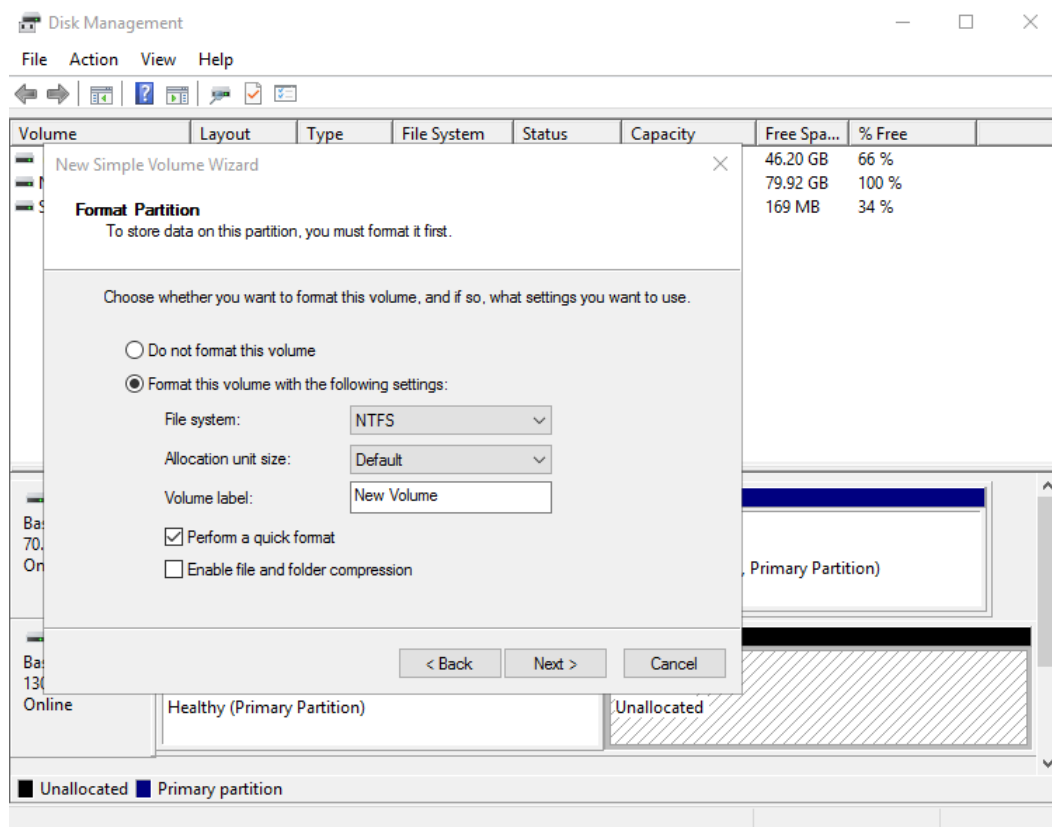 Disk Management
File Action View Help
Volume Layout Type File System Status Capacity Free Spa... % Free
46.20 GB 66 %
79.92 GB 100 %
169 MB 34 %
New Simple Volume Wizard
Format Partition
To store data on this partition, you must format it first.
Choose whether you want to format this volume, and if so, what settings you want to use.
Do not format this volume
Format this volume with the following settings:
File system: NTFS
Allocation unit size: Default
Volume label: New Volume
Perform a quick format
Enable file and folder compression
< Back Next > Cancel
70.
, Primary Partition)
130
Online
Healthy (Primary Partition)
Unallocated
Unallocated Primary partition